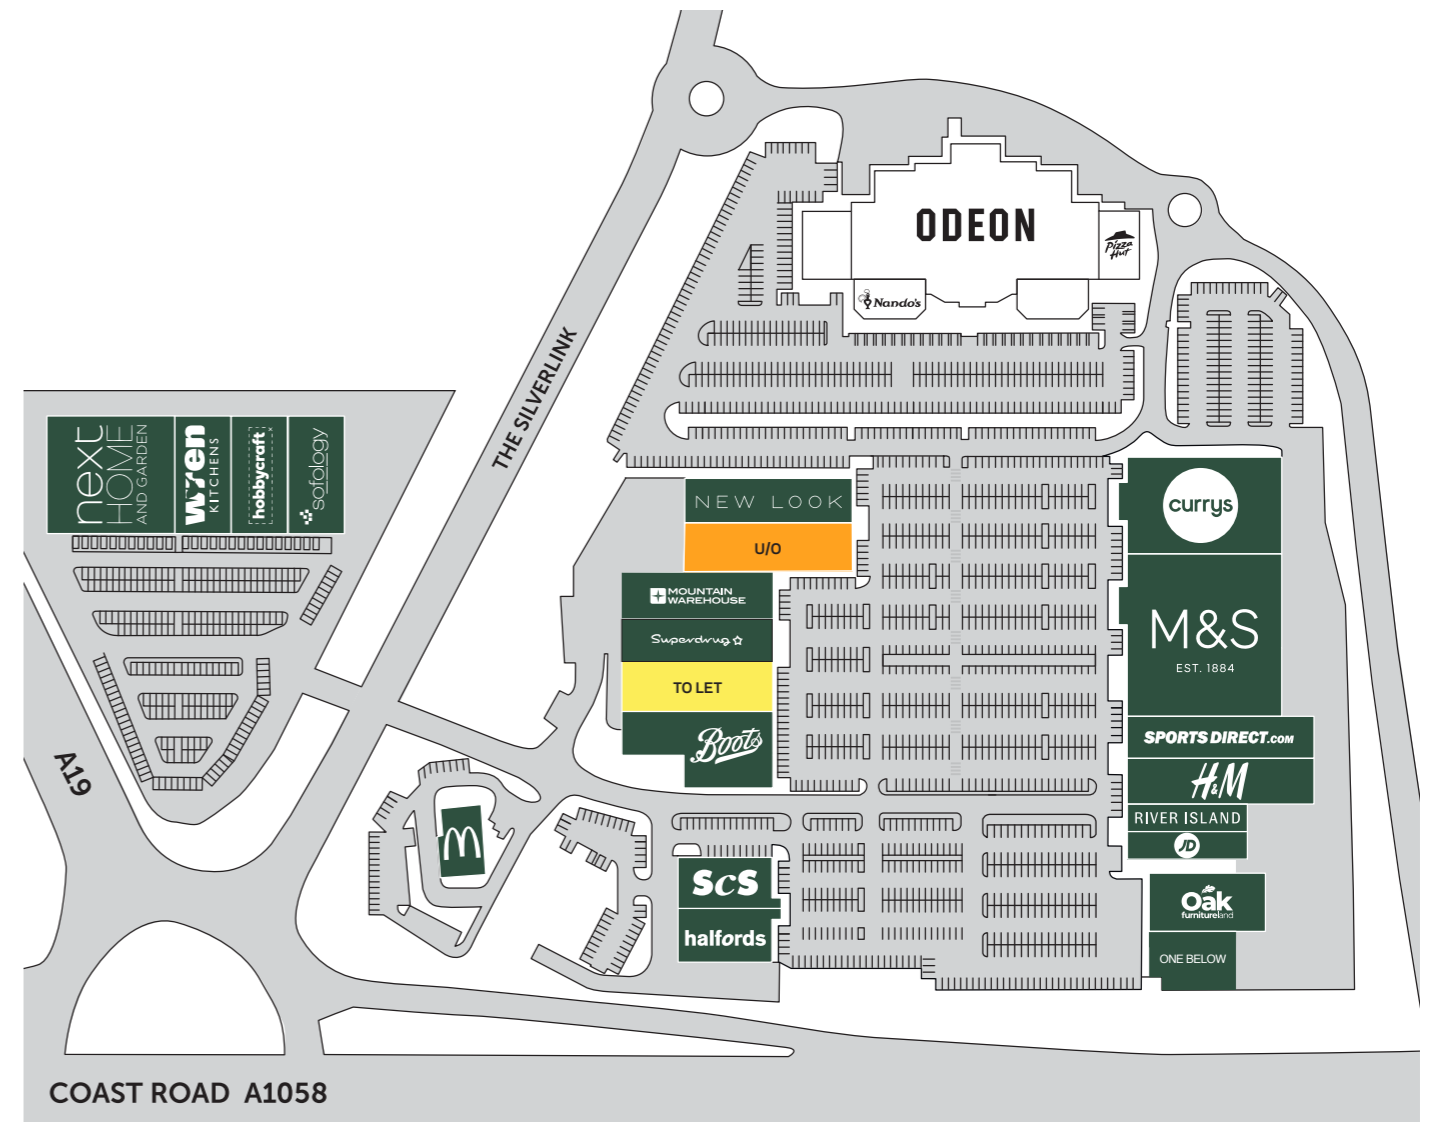 ODEON
Pizza
Hut
Nando's
THE SILVERLINK
next
HOME
AND GARDEN
wren
KITCHENS
hobbycraft
sofology
NEW LOOK
U/O
MOUNTAIN
WAREHOUSE
Superdrug
TO LET
Boots
currys
M&S
EST. 1884
SPORTS DIRECT.COM
H&M
RIVER ISLAND
JD
Oak
furnitureland
ONE BELOW
A19
M
ScS
halfords
COAST ROAD A1058